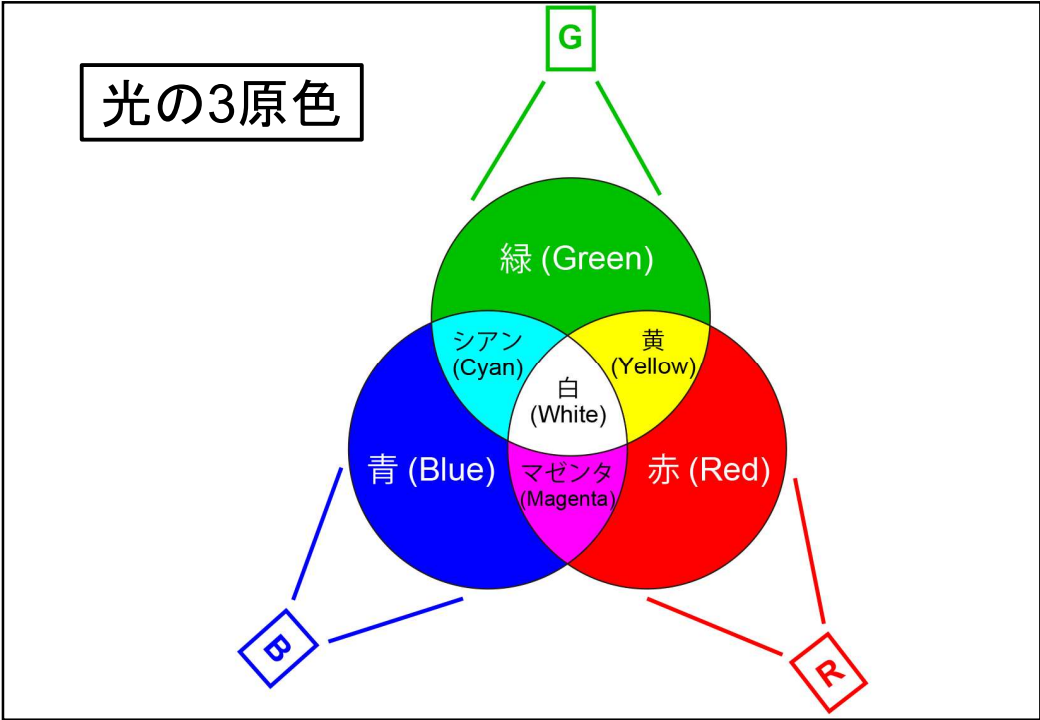 G
光の3原色
緑 (Green)
シアン
(Cyan)
黄
(Yellow)
白
(White)
青 (Blue)
マゼンタ
(Magenta)
赤 (Red)
B
R